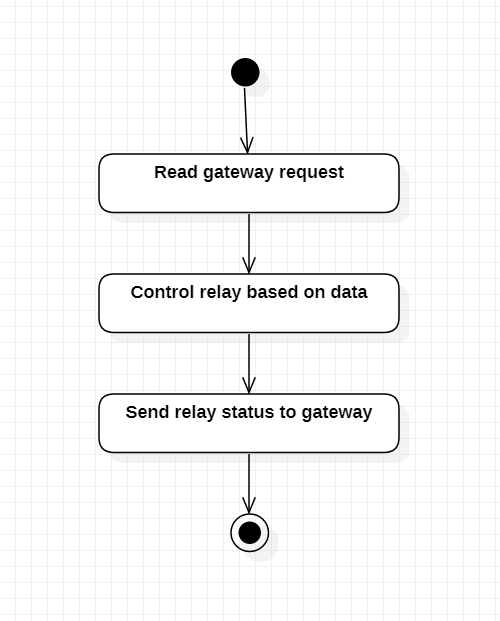 Read gateway request
Control relay based on data
Send relay status to gateway